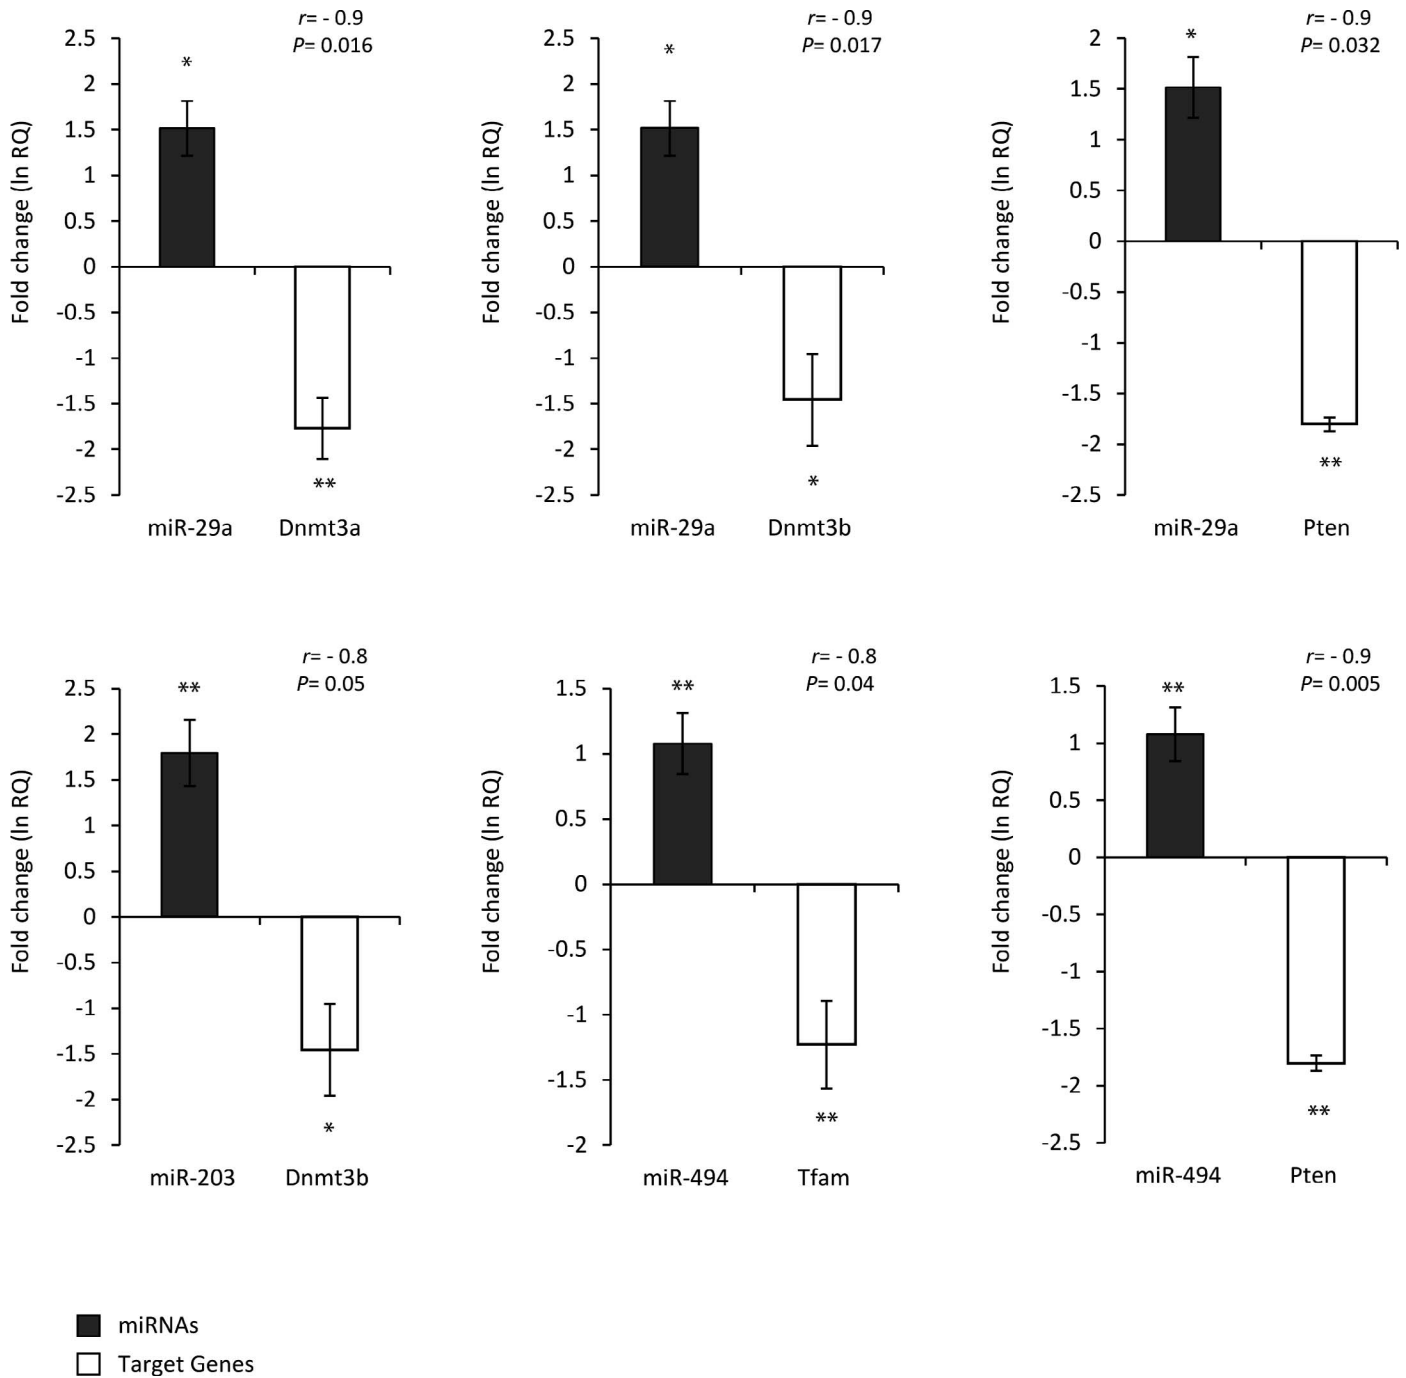 r= - 0.9
P= 0.016
2.5
2
1.5
1
0.5
0
-0.5
-1
-1.5
-2
-2.5
Fold change (ln RQ)
*
**
miR-29a Dnmt3a
r= - 0.9
P= 0.017
2.5
2
1.5
1
0.5
0
-0.5
-1
-1.5
-2
-2.5
Fold change (ln RQ)
*
*
miR-29a Dnmt3b
r= - 0.9
P= 0.032
2
1.5
1
0.5
0
-0.5
-1
-1.5
-2
-2.5
Fold change (ln RQ)
*
**
miR-29a Pten
r= - 0.8
P= 0.05
2.5
2
1.5
1
0.5
0
-0.5
-1
-1.5
-2
-2.5
Fold change (ln RQ)
**
*
miR-203 Dnmt3b
r= - 0.8
P= 0.04
1.5
1
0.5
0
-0.5
-1
-1.5
-2
Fold change (ln RQ)
**
**
miR-494 Tfam
r= - 0.9
P= 0.005
1.5
1
0.5
0
-0.5
-1
-1.5
-2
-2.5
Fold change (ln RQ)
**
**
miR-494 Pten
miRNAs
Target Genes